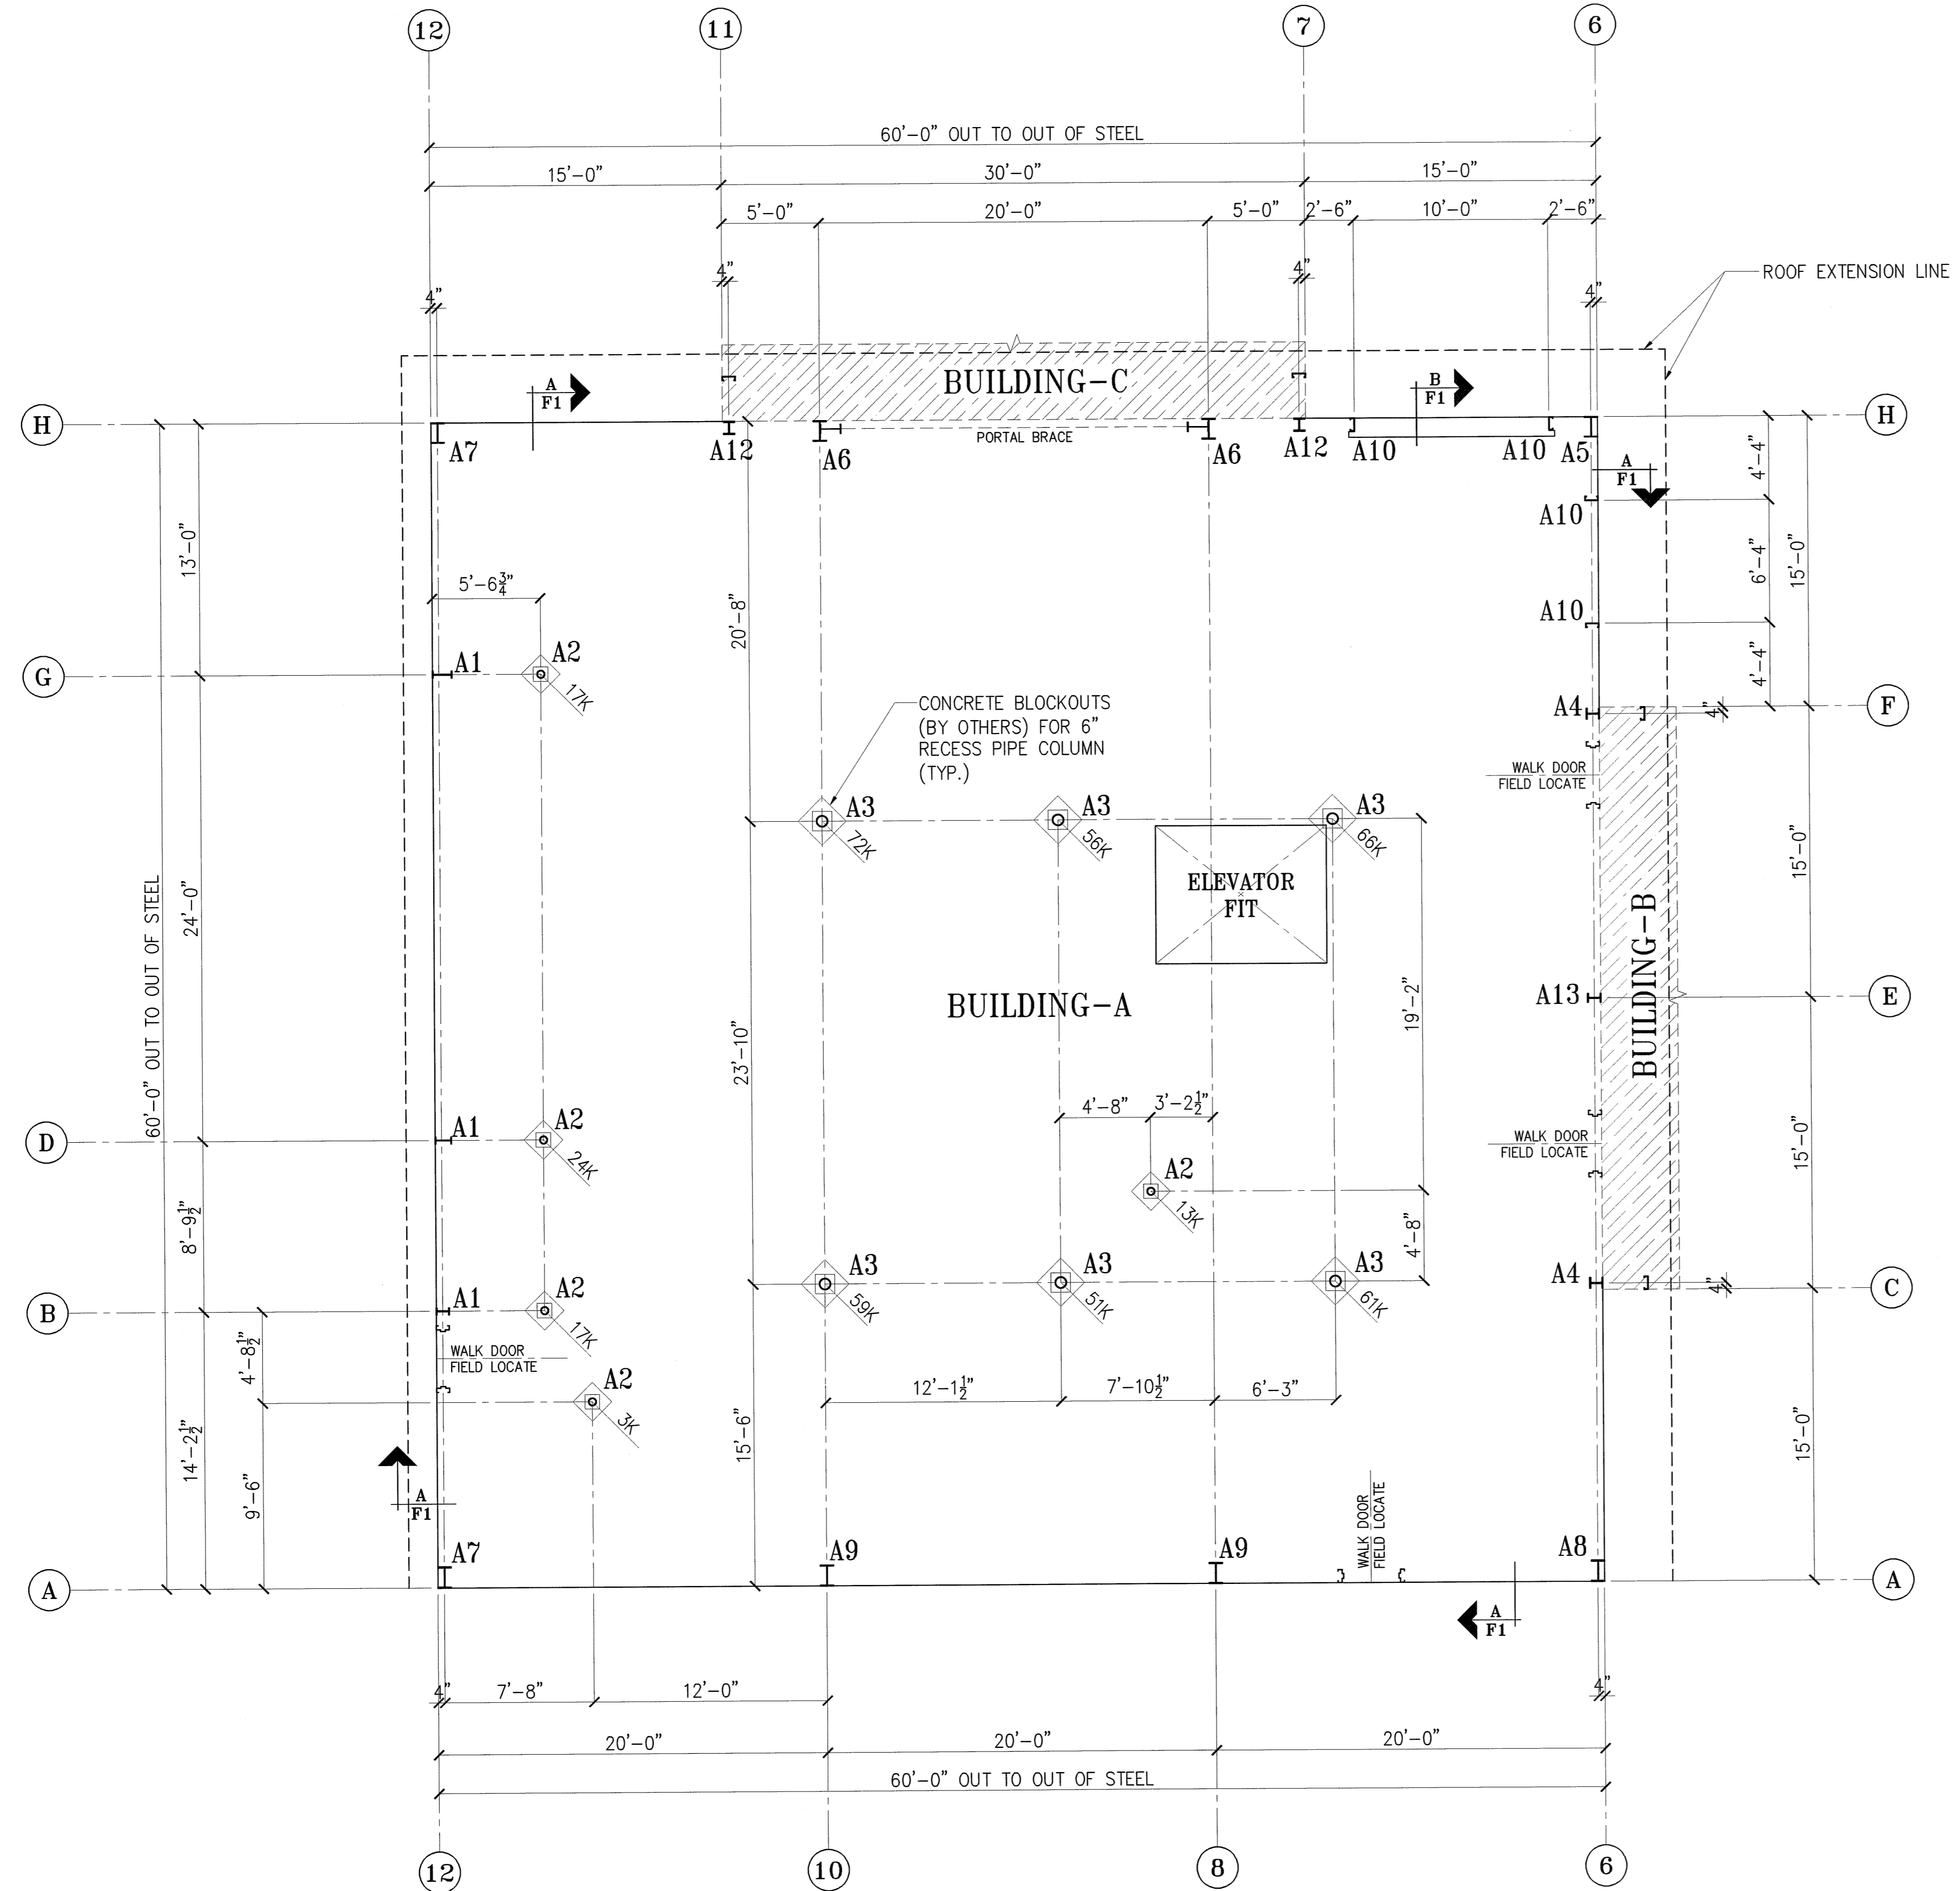 12
11
7
6
60'-0" OUT TO OUT OF STEEL
15'-0"
30'-0"
15'-0"
5'-0"
20'-0"
5'-0"
2'-6"
10'-0"
2'-6"
4"
4"
4"
4"
ROOF EXTENSION LINE
BUILDING-C
A
F1
B
F1
H
H
PORTAL BRACE
A7
A12
A6
A6
A12
A10
A10
A5
A
F1
4'-4"
A10
6'-4"
15'-0"
A10
4'-4"
13'-0"
5'-6¾"
20'-8"
G
A1
A2
17K
CONCRETE BLOCKOUTS
(BY OTHERS) FOR 6"
RECESS PIPE COLUMN
(TYP.)
A4
4"
F
WALK DOOR
FIELD LOCATE
A3
72K
A3
56K
A3
66K
ELEVATOR
FIT
15'-0"
60'-0" OUT TO OUT OF STEEL
24'-0"
BUILDING-A
23'-10"
19'-2"
A13
BUILDING-B
E
4'-8"
3'-2½"
D
A1
A2
24K
WALK DOOR
FIELD LOCATE
15'-0"
A2
13K
8'-9½"
4'-8"
A3
59K
A3
51K
A3
61K
A4
4"
C
B
A1
A2
17K
WALK DOOR
FIELD LOCATE
4'-8½"
A2
3K
12'-1½"
7'-10½"
6'-3"
14'-2½"
9'-6"
15'-6"
15'-0"
A
F1
WALK DOOR
FIELD LOCATE
A7
A9
A9
A8
A
A
A
F1
4"
7'-8"
12'-0"
4"
20'-0"
20'-0"
20'-0"
60'-0" OUT TO OUT OF STEEL
12
10
8
6